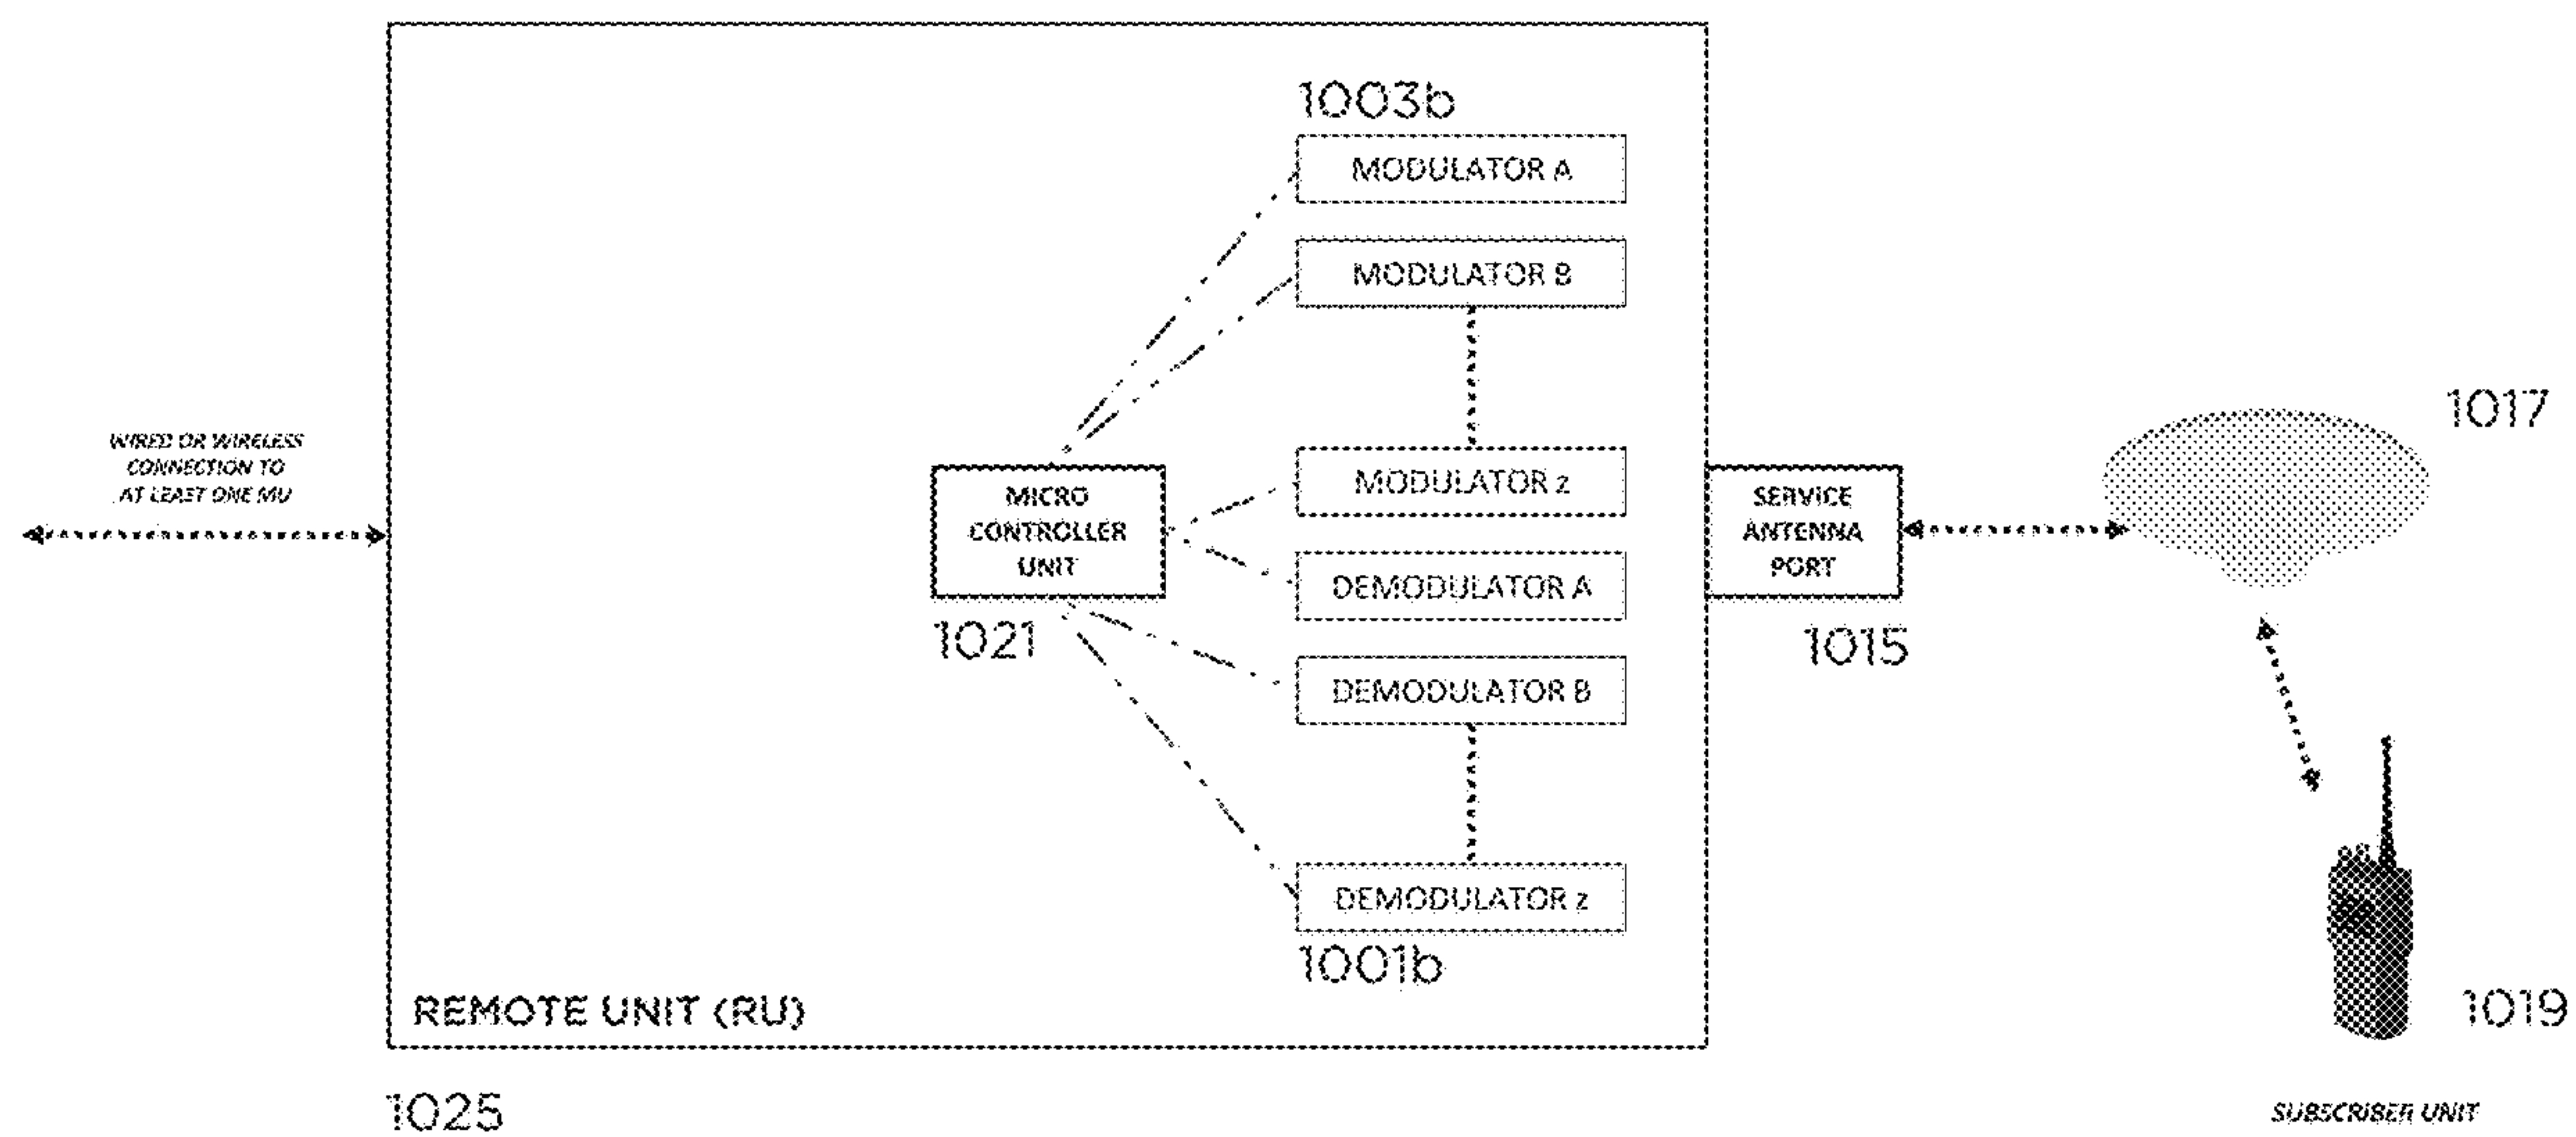 1003b
MODULATOR A
MODULATOR B
1017
WIRED OR WIRELESS
CONNECTION TO
AT LEAST ONE MU
MODULATOR z
MICRO
CONTROLLER
UNIT
SERVICE
ANTENNA
PORT
DEMODULATOR A
1021
1015
DEMODULATOR B
DEMODULATOR z
1001b
REMOTE UNIT (RU)
1019
1025
SUBSCRIBER UNIT